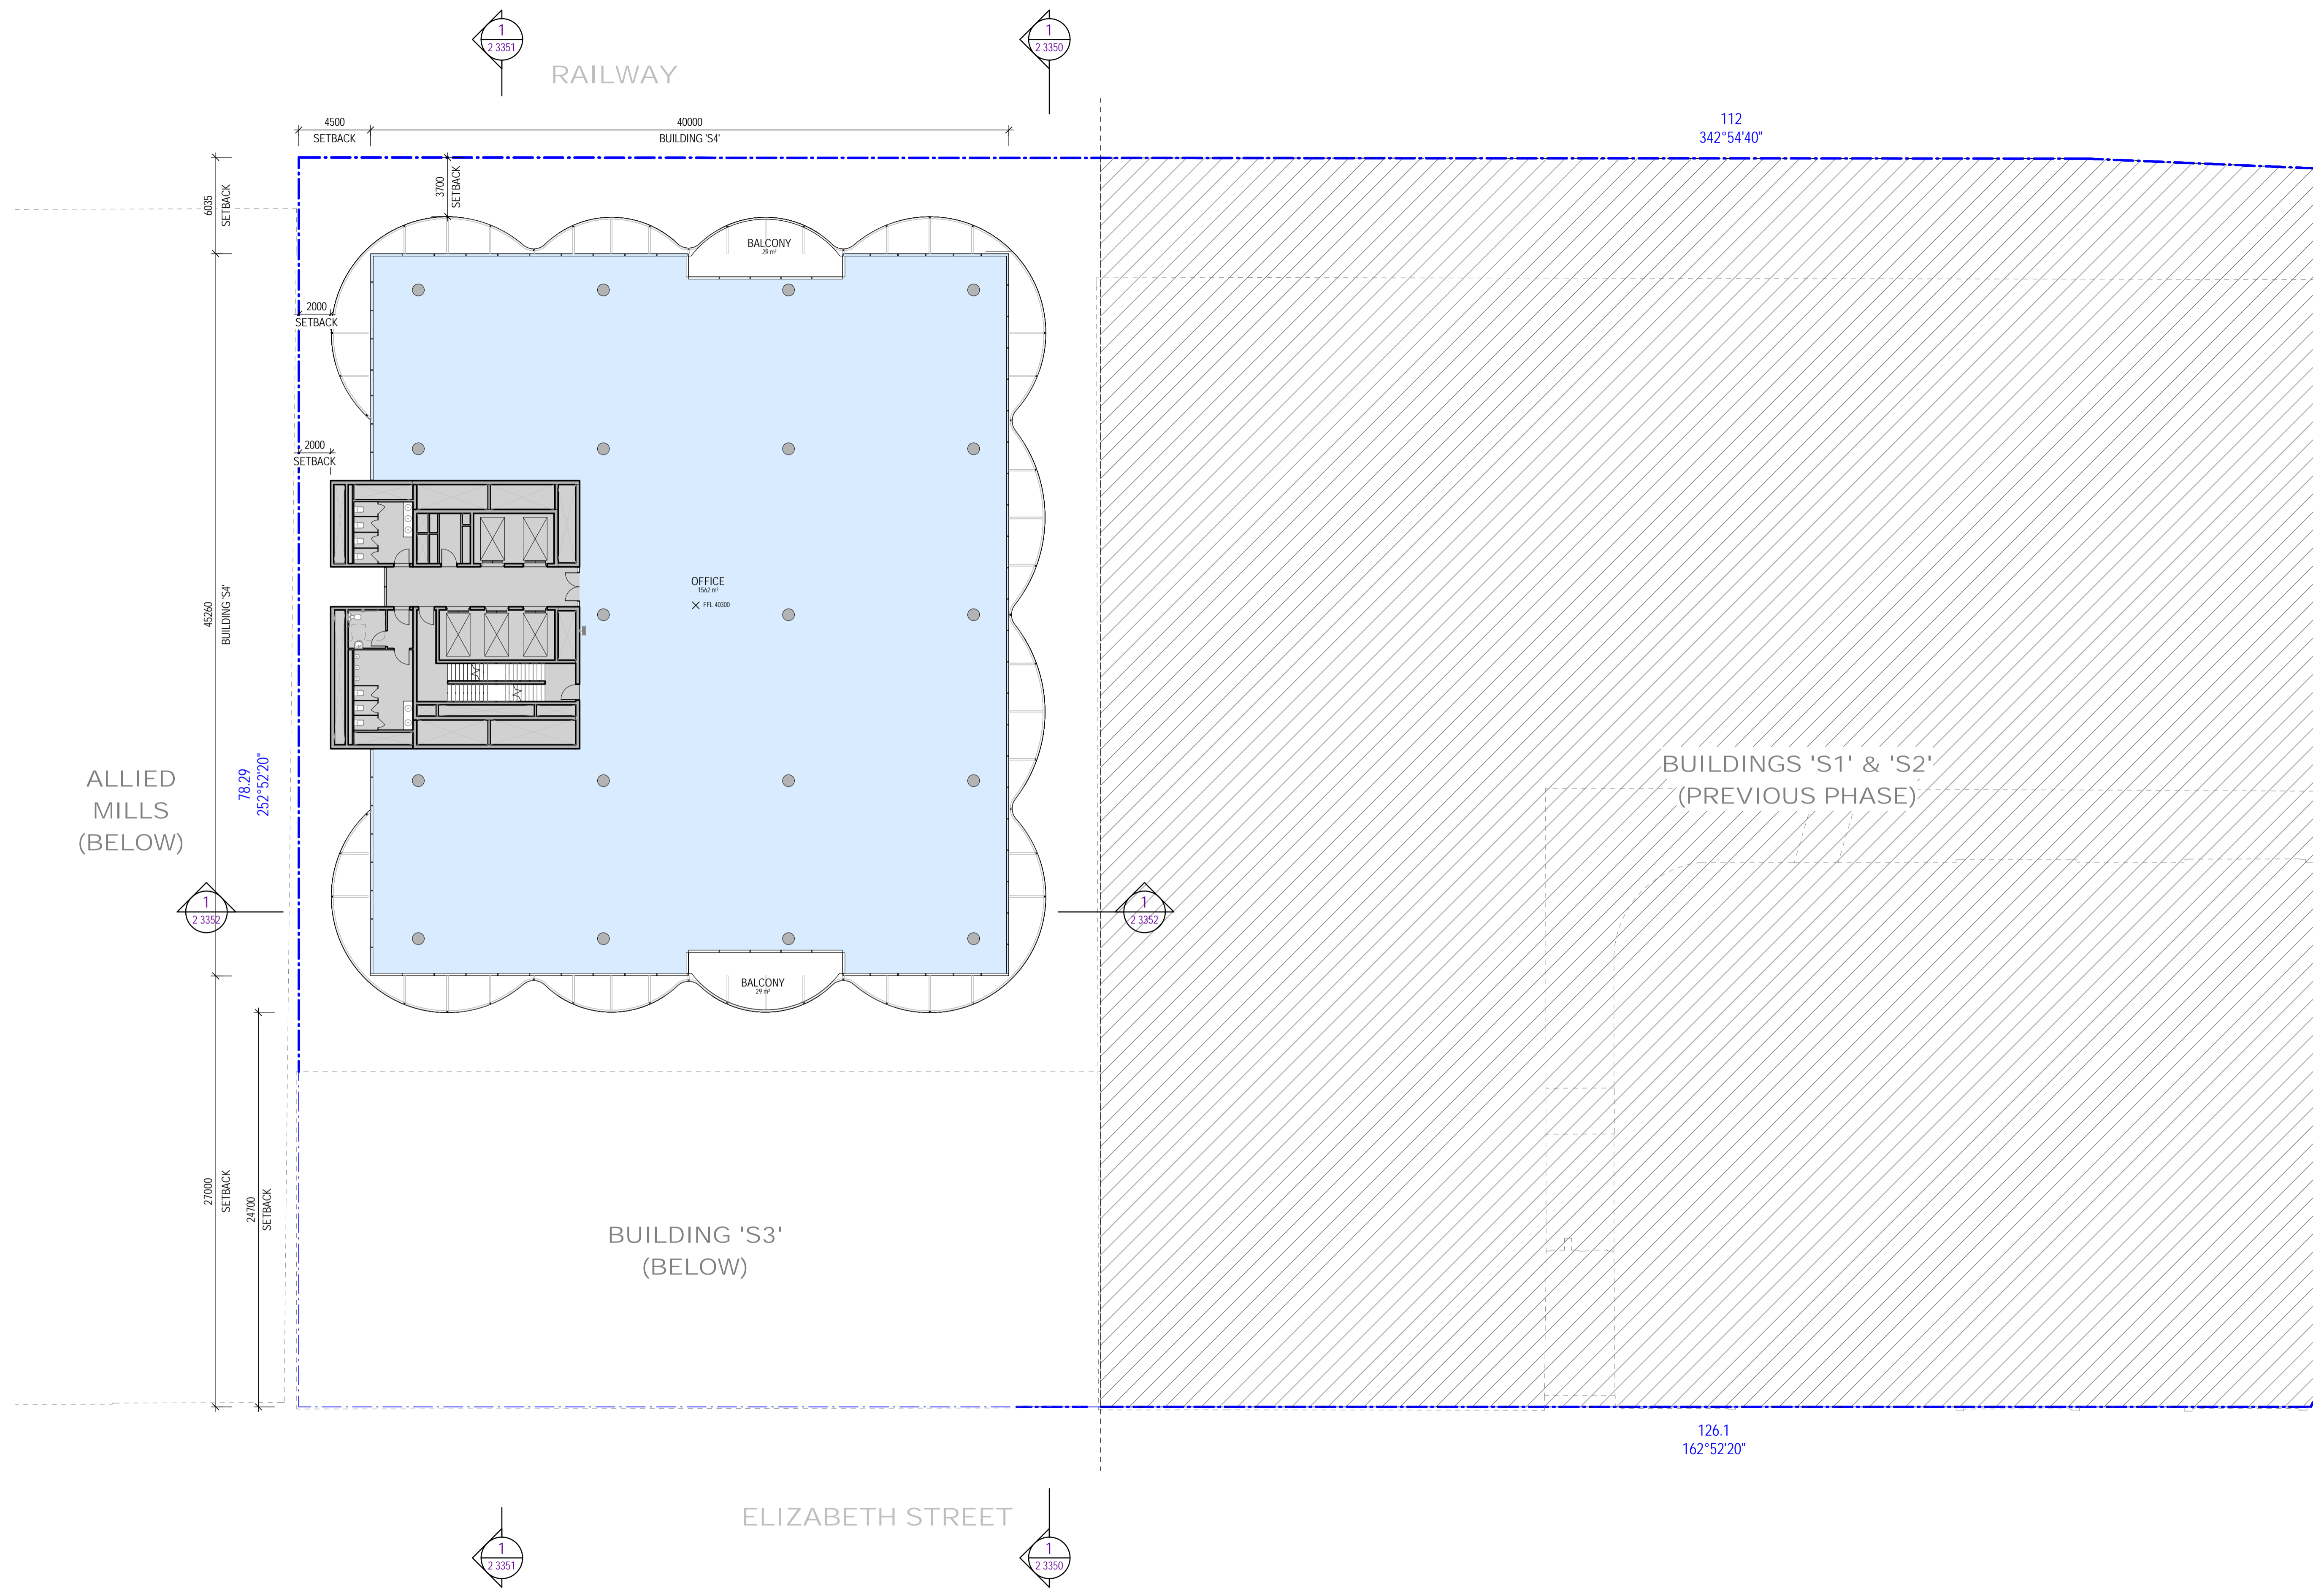 1
2 3351
1
2 3350
RAILWAY
112
342°54'40"
4500
SETBACK
40000
BUILDING 'S4'
6035
SETBACK
3700
SETBACK
BALCONY
29 m²
2000
SETBACK
2000
SETBACK
OFFICE
1562 m²
FFL 40300
45260
BUILDING 'S4'
ALLIED
MILLS
(BELOW)
78.29
252°52'20"
BUILDINGS 'S1' & 'S2'
(PREVIOUS PHASE)
1
2 3352
1
2 3352
BALCONY
29 m²
27000
SETBACK
24700
SETBACK
BUILDING 'S3'
(BELOW)
126.1
162°52'20"
ELIZABETH STREET
1
2 3351
1
2 3350